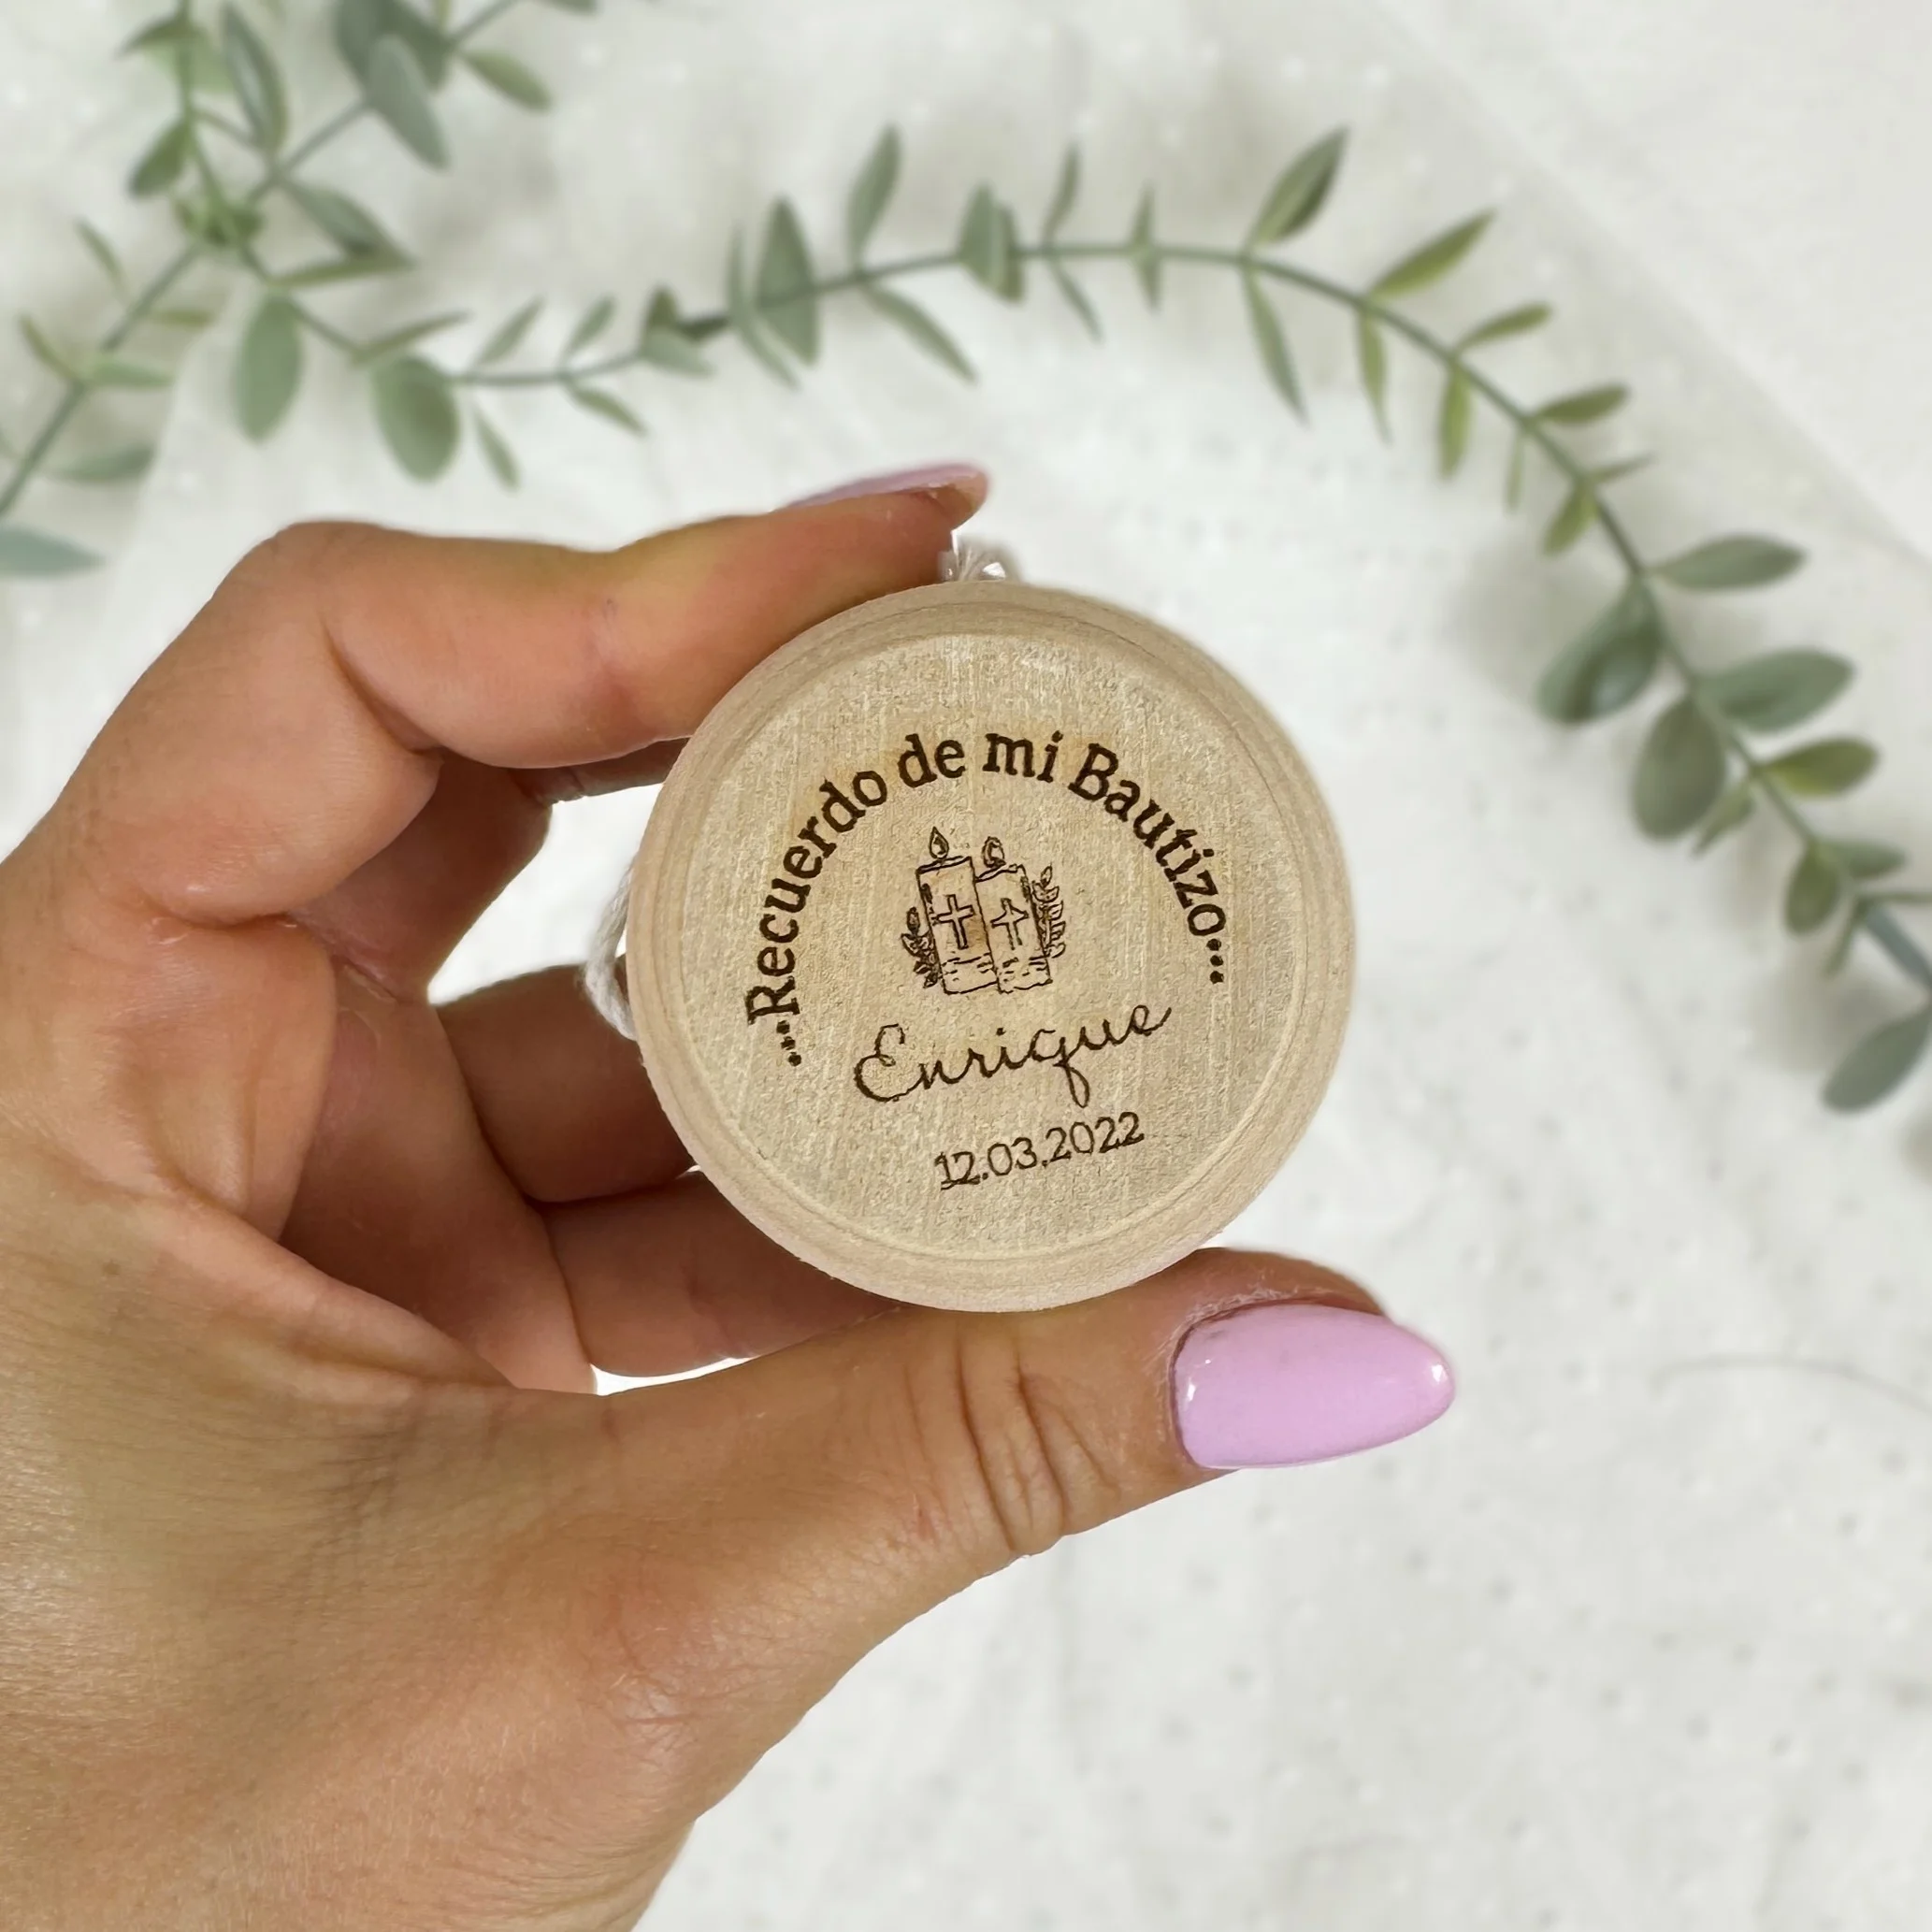 ...Recuerdo de mi Bautizo...
Enrique
12.03.2022